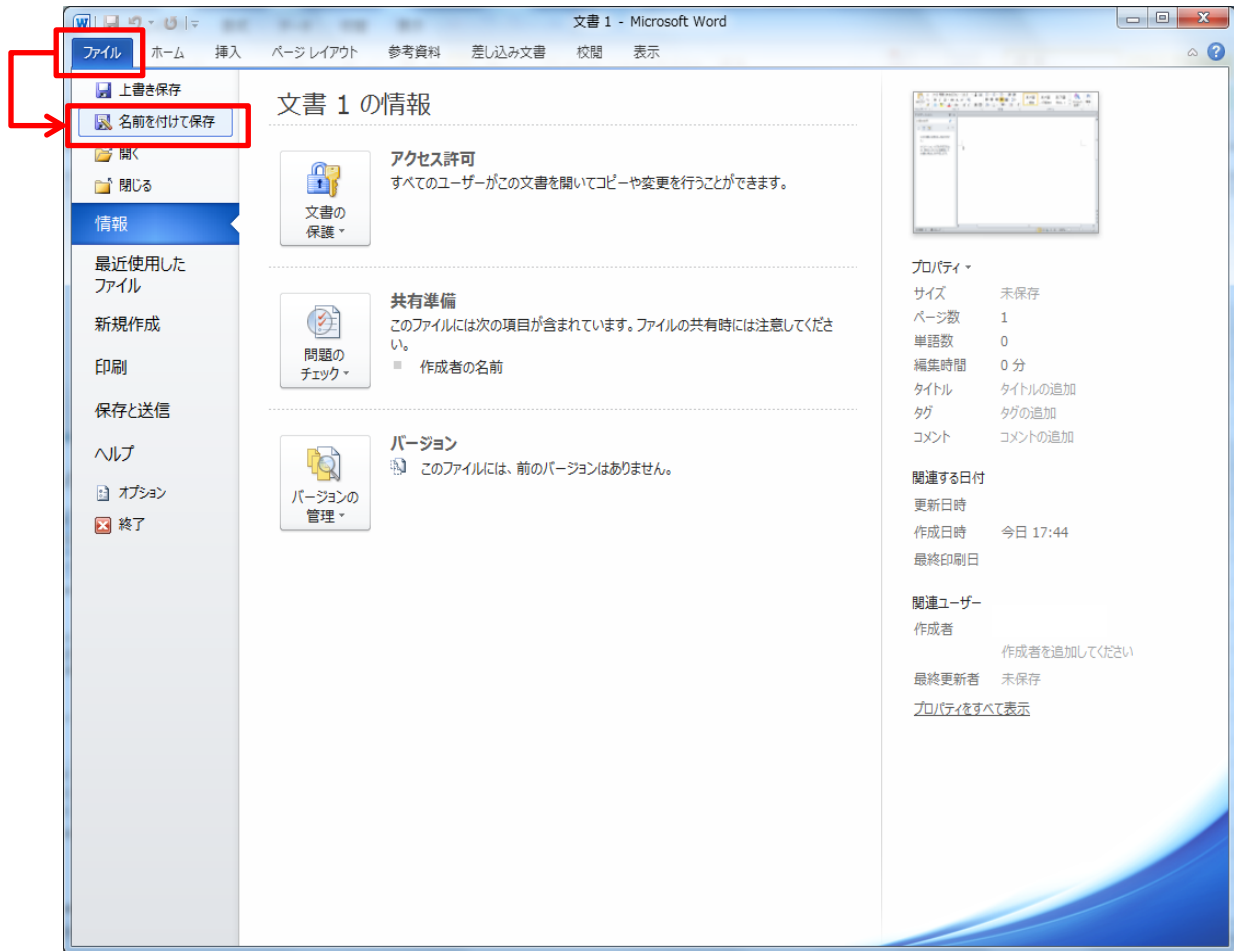 文書 1 - Microsoft Word
ファイル ホーム 挿入 ページ レイアウト 参考資料 差し込み文書 校閲 表示
上書き保存
名前を付けて保存
開く
閉じる
情報
最近使用した
ファイル
新規作成
印刷
保存と送信
ヘルプ
オプション
終了
文書 1 の情報
文書の
保護
アクセス許可
すべてのユーザーがこの文書を開いてコピーや変更を行うことができます。
問題の
チェック
共有準備
このファイルには次の項目が含まれています。ファイルの共有時には注意してくださ
い。
作成者の名前
バージョンの
管理
バージョン
このファイルには、前のバージョンはありません。
プロパティ
サイズ 未保存
ページ数 1
単語数 0
編集時間 0 分
タイトル タイトルの追加
タグ タグの追加
コメント コメントの追加
関連する日付
更新日時
作成日時 今日 17:44
最終印刷日
関連ユーザー
作成者
作成者を追加してください
最終更新者 未保存
プロパティをすべて表示